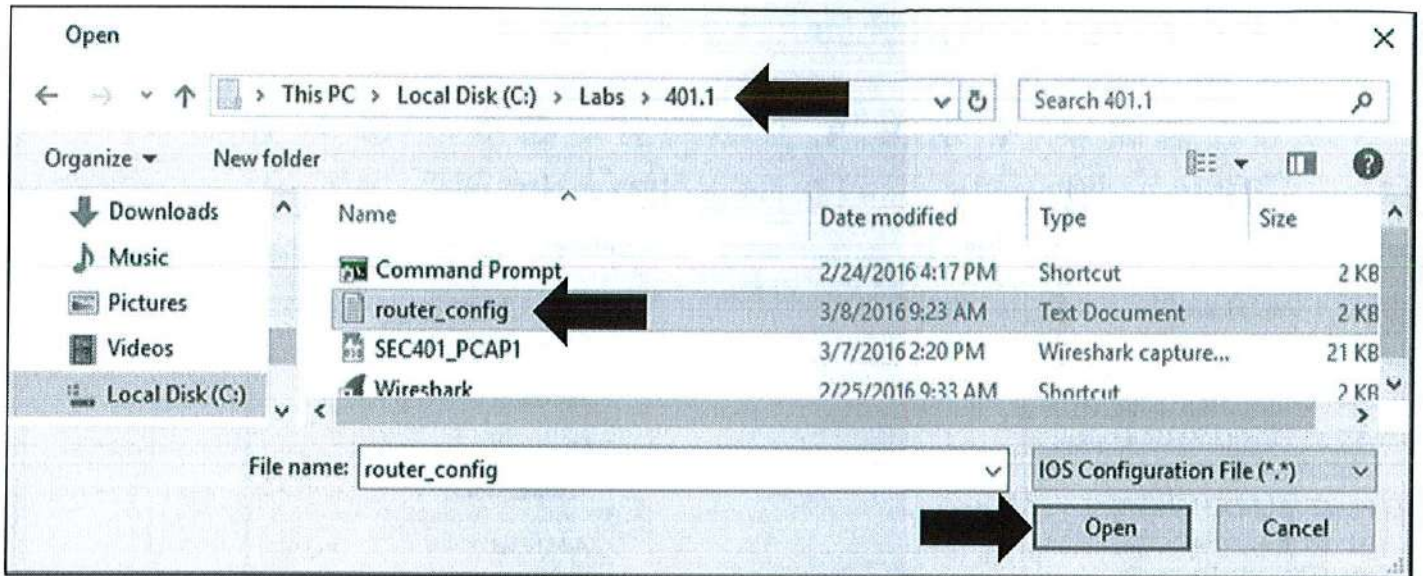 Open
This PC > Local Disk (C:) > Labs > 401.1
Search 401.1
Organize
New folder
Downloads
Music
Pictures
Videos
Local Disk (C:)
Name Date modified Type Size
Command Prompt 2/24/2016 4:17 PM Shortcut 2 KB
router_config 3/8/2016 9:23 AM Text Document 2 KB
SEC401_PCAP1 3/7/2016 2:20 PM Wireshark capture... 21 KB
Wireshark 2/25/2016 9:33 AM Shortcut 2 KB
File name: router_config
IOS Configuration File (*.*)
Open Cancel